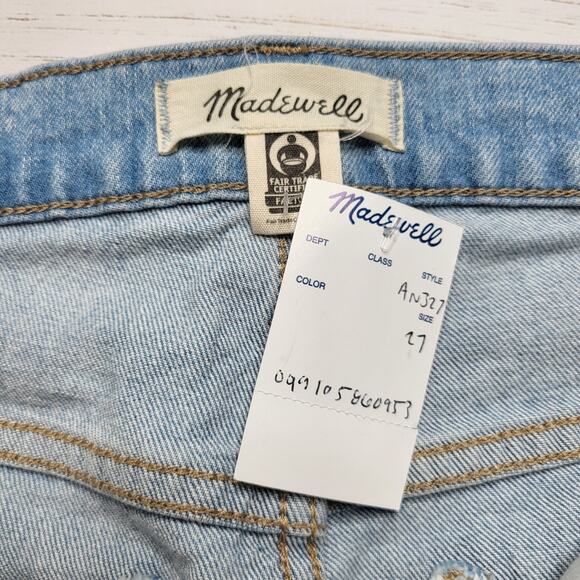 Madewell
FAIR TRADE
CERTIFIED
Madewell
DEPT
CLASS
STYLE
COLOR
AN327
SIZE
27
099105860953